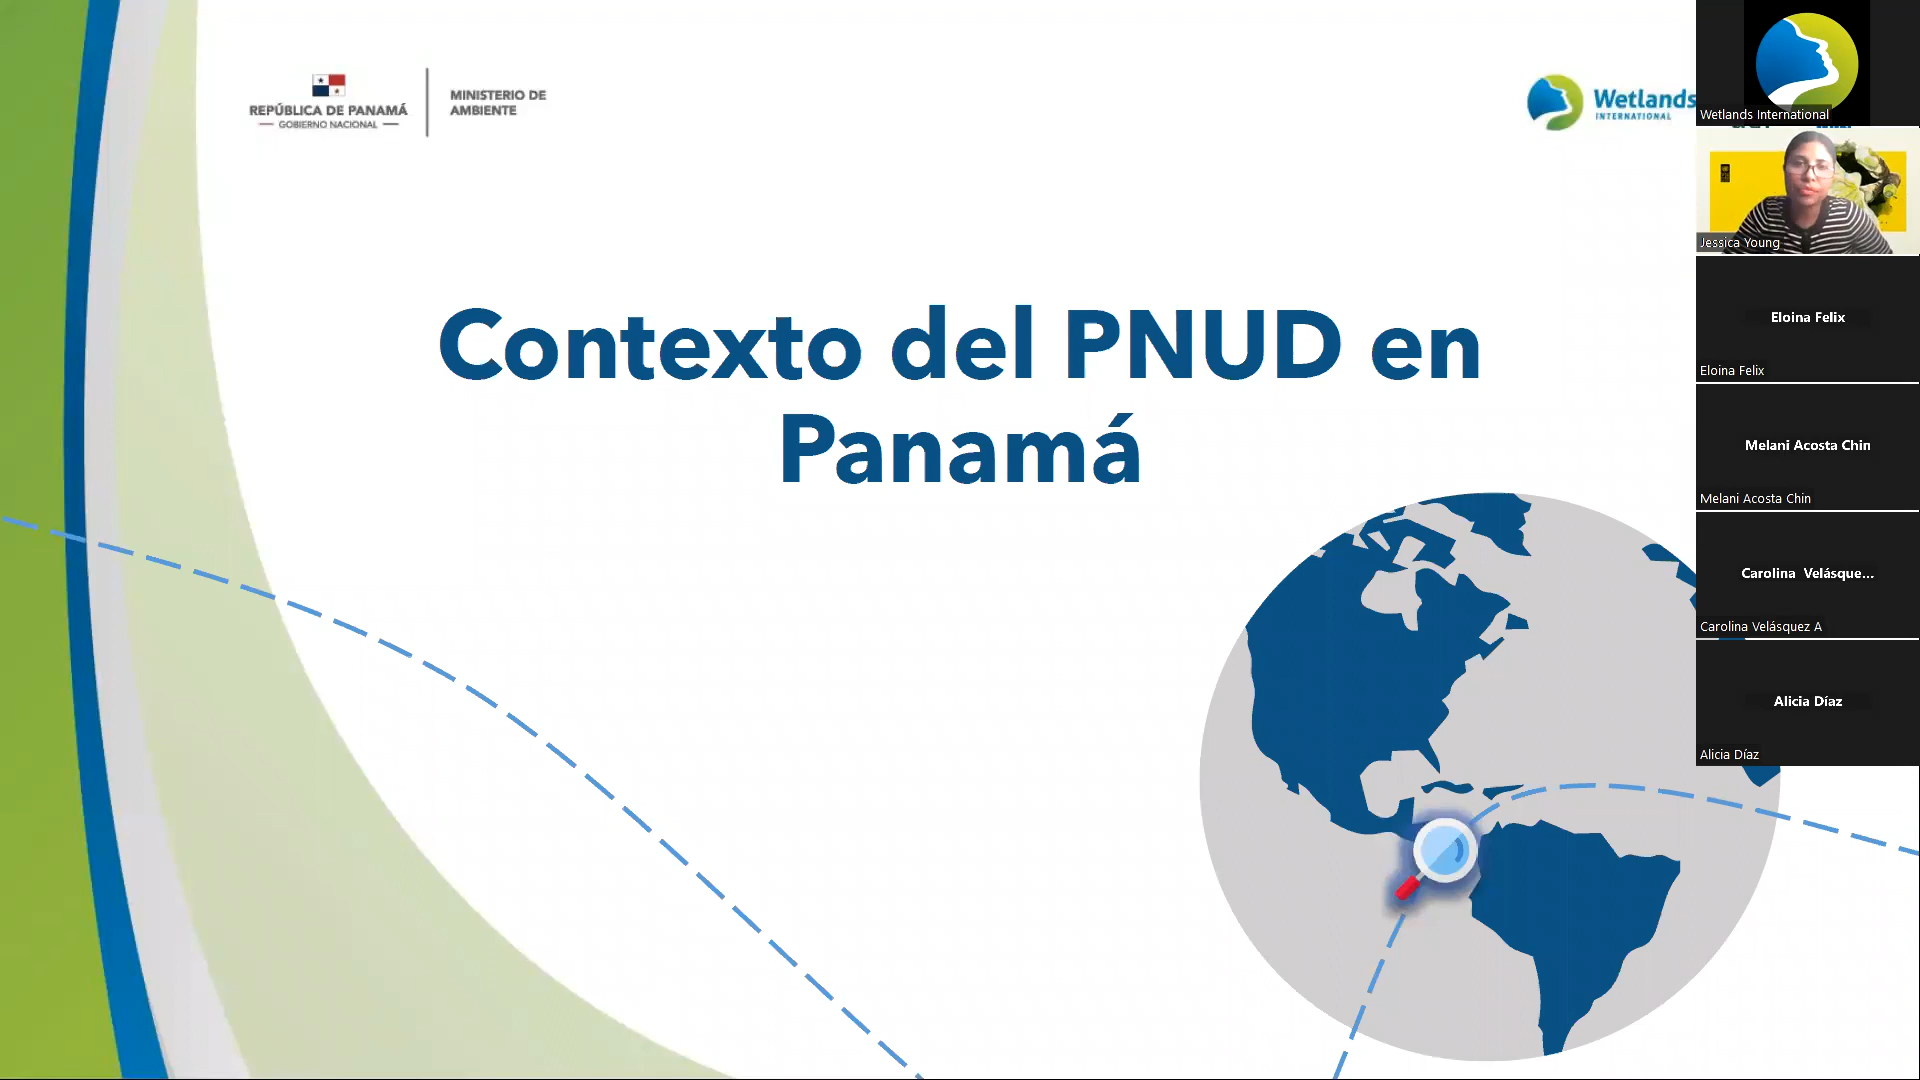 REPÚBLICA DE PANAMÁ
GOBIERNO NACIONAL
MINISTERIO DE
AMBIENTE
Wetlands
INTERNATIONAL
Contexto del PNUD en
Panamá
Wetlands International
Jessica Young
Eloina Felix
Eloina Felix
Melani Acosta Chin
Melani Acosta Chin
Carolina Velásque...
Carolina Velásquez A
Alicia Díaz
Alicia Díaz